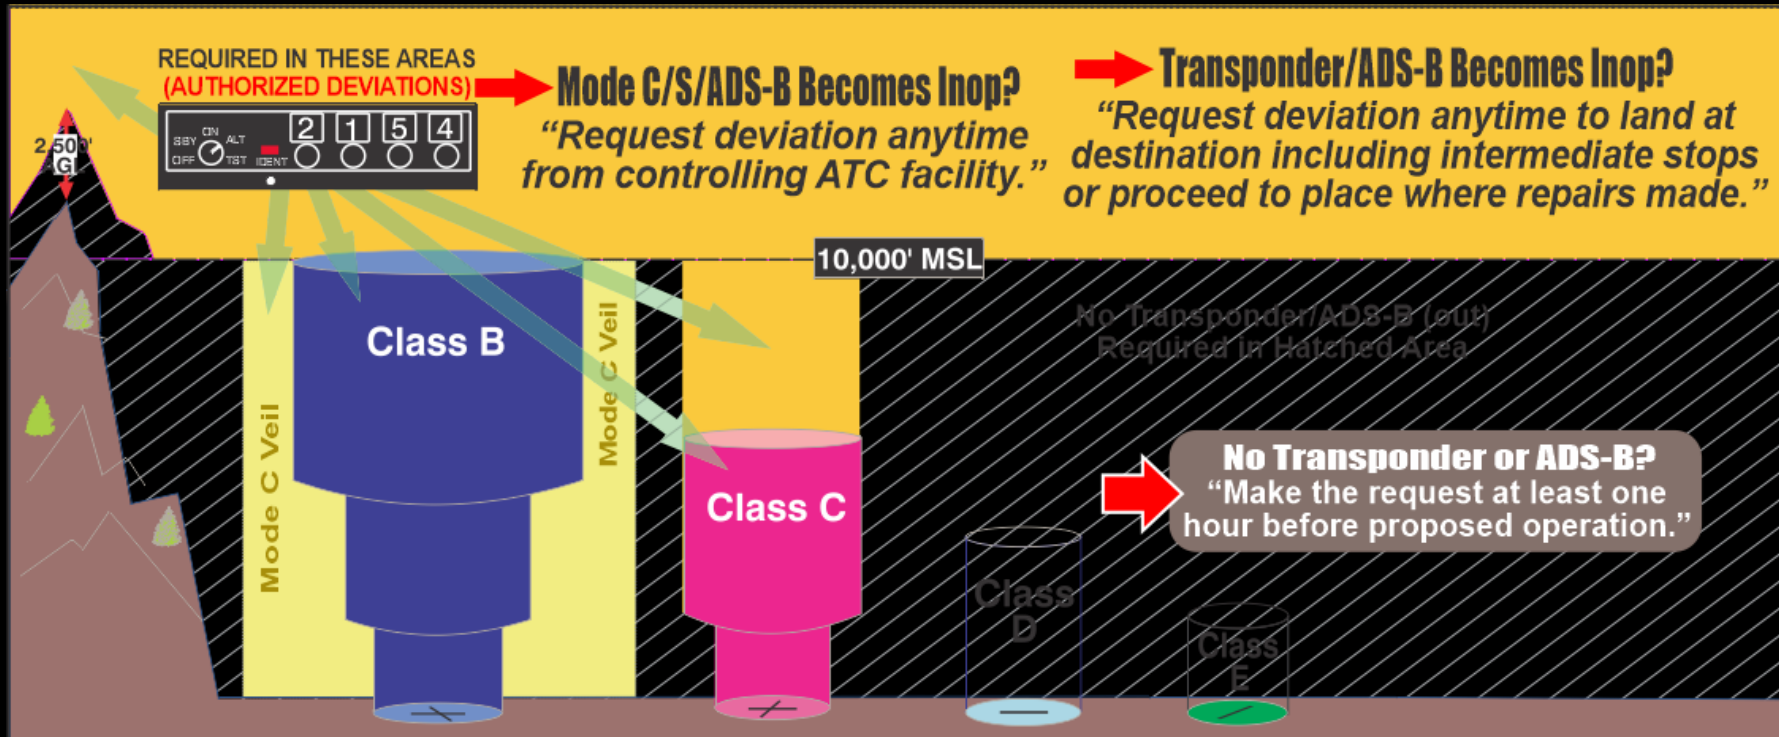 REQUIRED IN THESE AREAS
(AUTHORIZED DEVIATIONS)
SBY ON ALT
OFF TST IDENT
2 1 5 4
Mode C/S/ADS-B Becomes Inop?
“Request deviation anytime
from controlling ATC facility.”
Transponder/ADS-B Becomes Inop?
“Request deviation anytime to land at
destination including intermediate stops
or proceed to place where repairs made.”
10,000' MSL
Class B
Mode C Veil
Mode C Veil
Class C
No Transponder/ADS-B (out)
Required in Hatched Area
No Transponder or ADS-B?
“Make the request at least one
hour before proposed operation.”
Class
D
Class
E